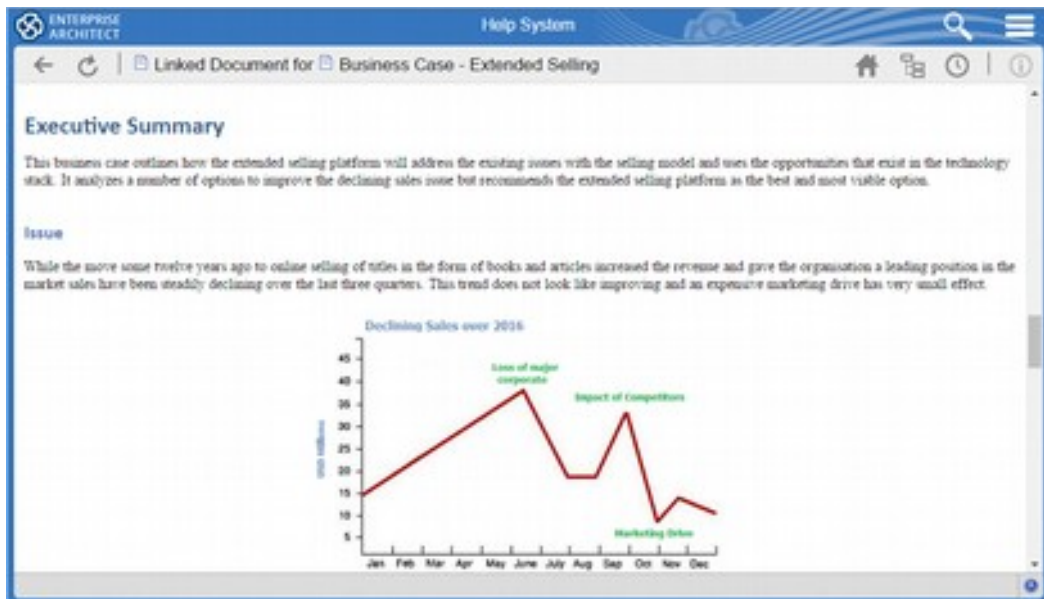 ENTERPRISE
ARCHITECT
Help System
Linked Document for Business Case - Extended Selling
Executive Summary
This business case outlines how the extended selling platform will address the existing issues with the selling model and uses the opportunities that exist in the technology
stack. It analyzes a number of options to improve the declining sales issue but recommends the extended selling platform as the best and most viable option.
Issue
While the move some twelve years ago to online selling of titles in the form of books and articles increased the revenue and gave the organisation a leading position in the
market sales have been steadily declining over the last three quarters. This trend does not look like improving and an expensive marketing drive has very small effect.
Declining Sales over 2016
45
40
35
30
25
20
15
10
5
USD Millions
Loss of major
corporate
Impact of Competitors
Marketing Drive
Jan Feb Mar Apr May June July Aug Sep Oct Nov Dec